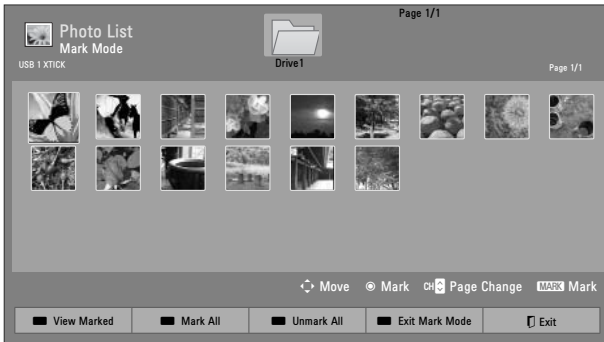 Page 1/1
Photo List
Mark Mode
USB 1 XTICK
Drive1
Page 1/1
Move Mark CH Page Change MARK Mark
View Marked Mark All Unmark All Exit Mark Mode Exit